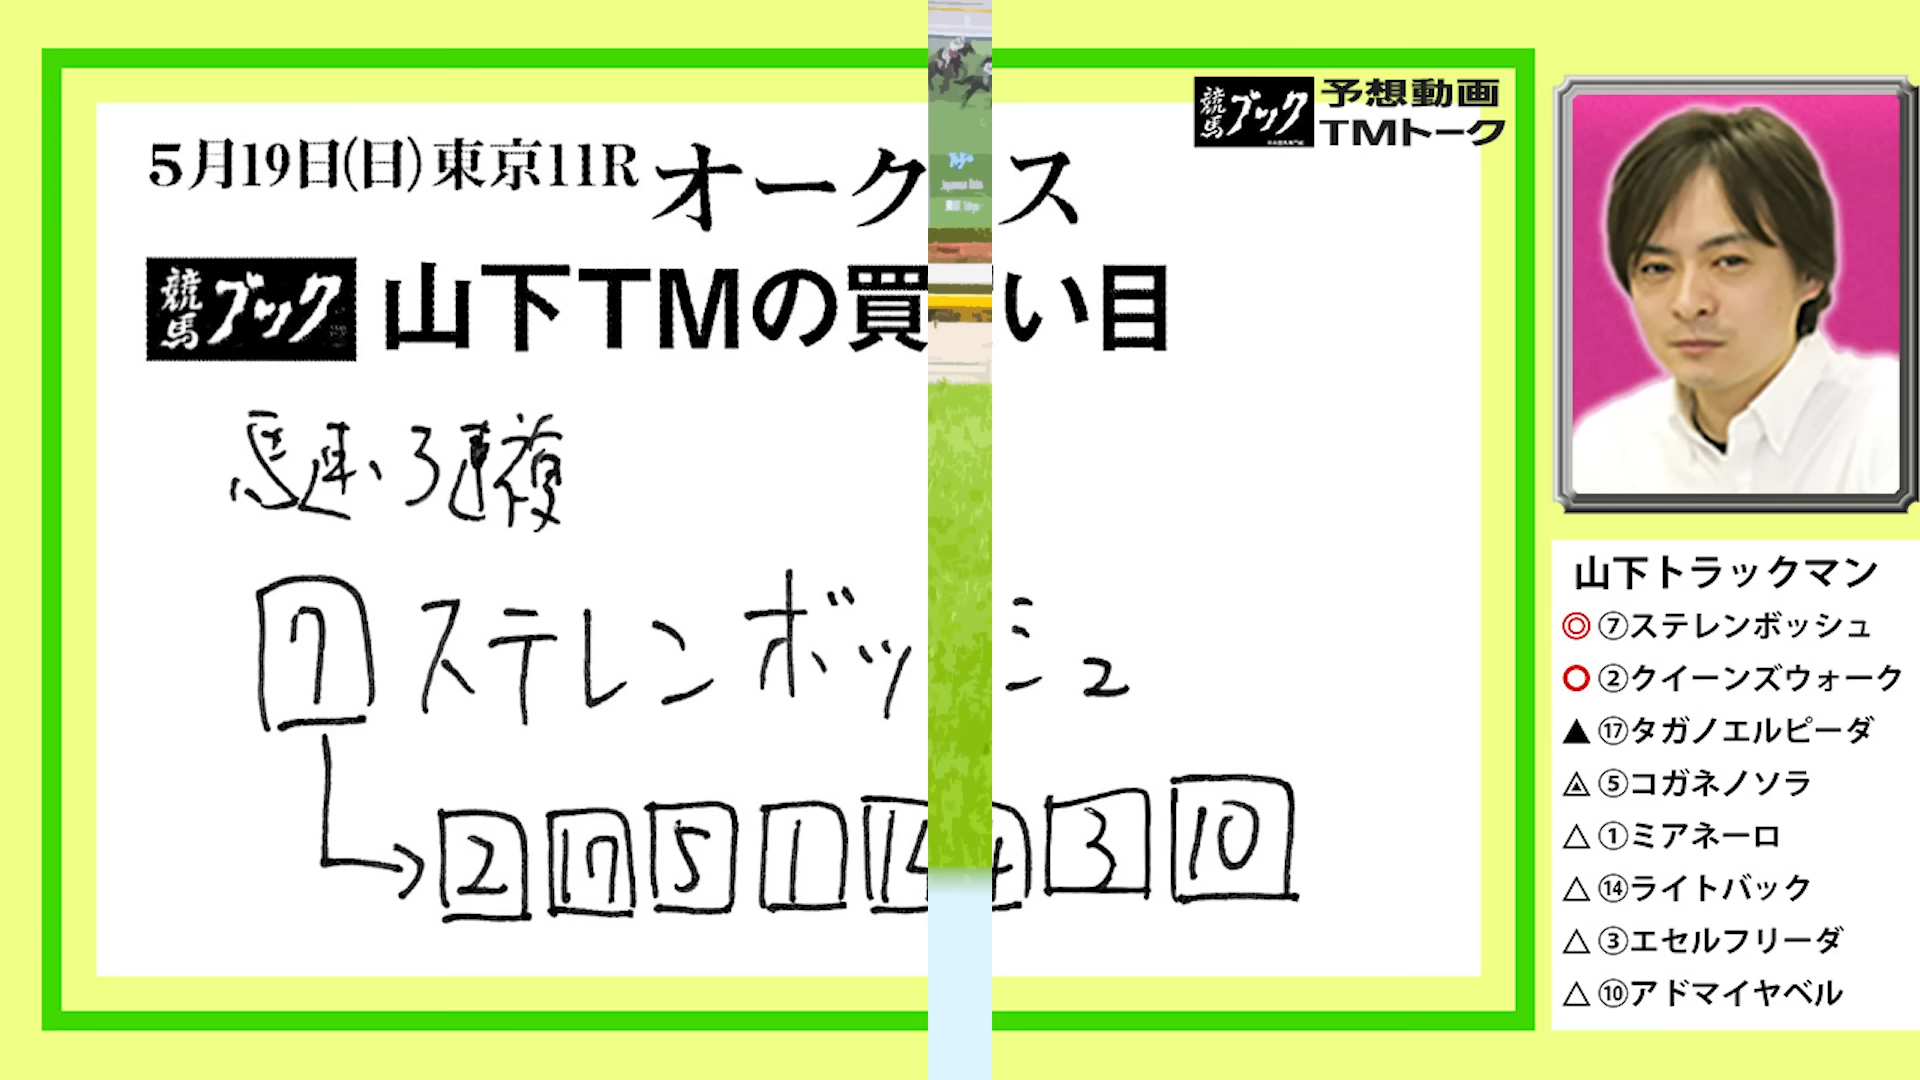 競馬ブック 予想動画
TMトーク
5月19日(日) 東京11R オークス
競馬ブック 山下TMの買い目
馬連、3連複
7 ステレンボッシュ
→ 2 17 5 1 14 3 10
山下トラックマン
◎⑦ステレンボッシュ
○②クイーンズウォーク
▲⑰タガノエルピーダ
△⑤コガネノソラ
△①ミアネーロ
△⑭ライトバック
△③エセルフリーダ
△⑩アドマイヤベル